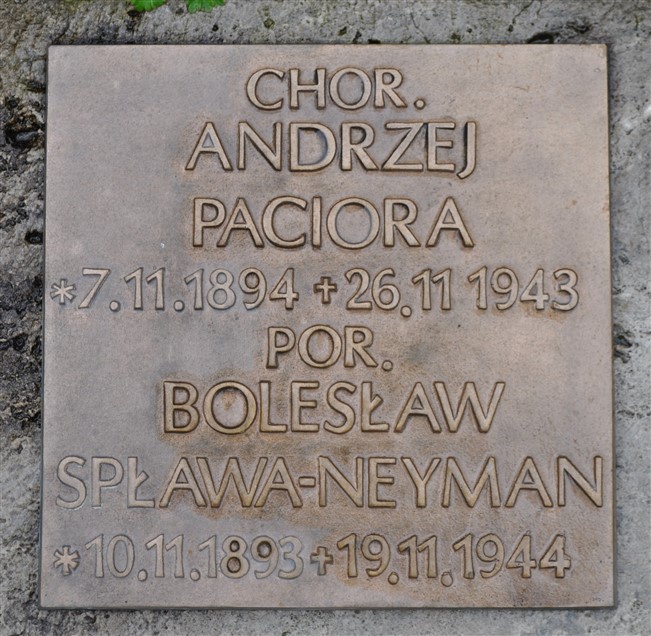 CHOR.
ANDRZEJ
PACIORA
*7.11.1894 + 26.11 1943
POR.
BOLESŁAW
SPŁAWA-NEYMAN
*10.11.1893 + 19.11.1944